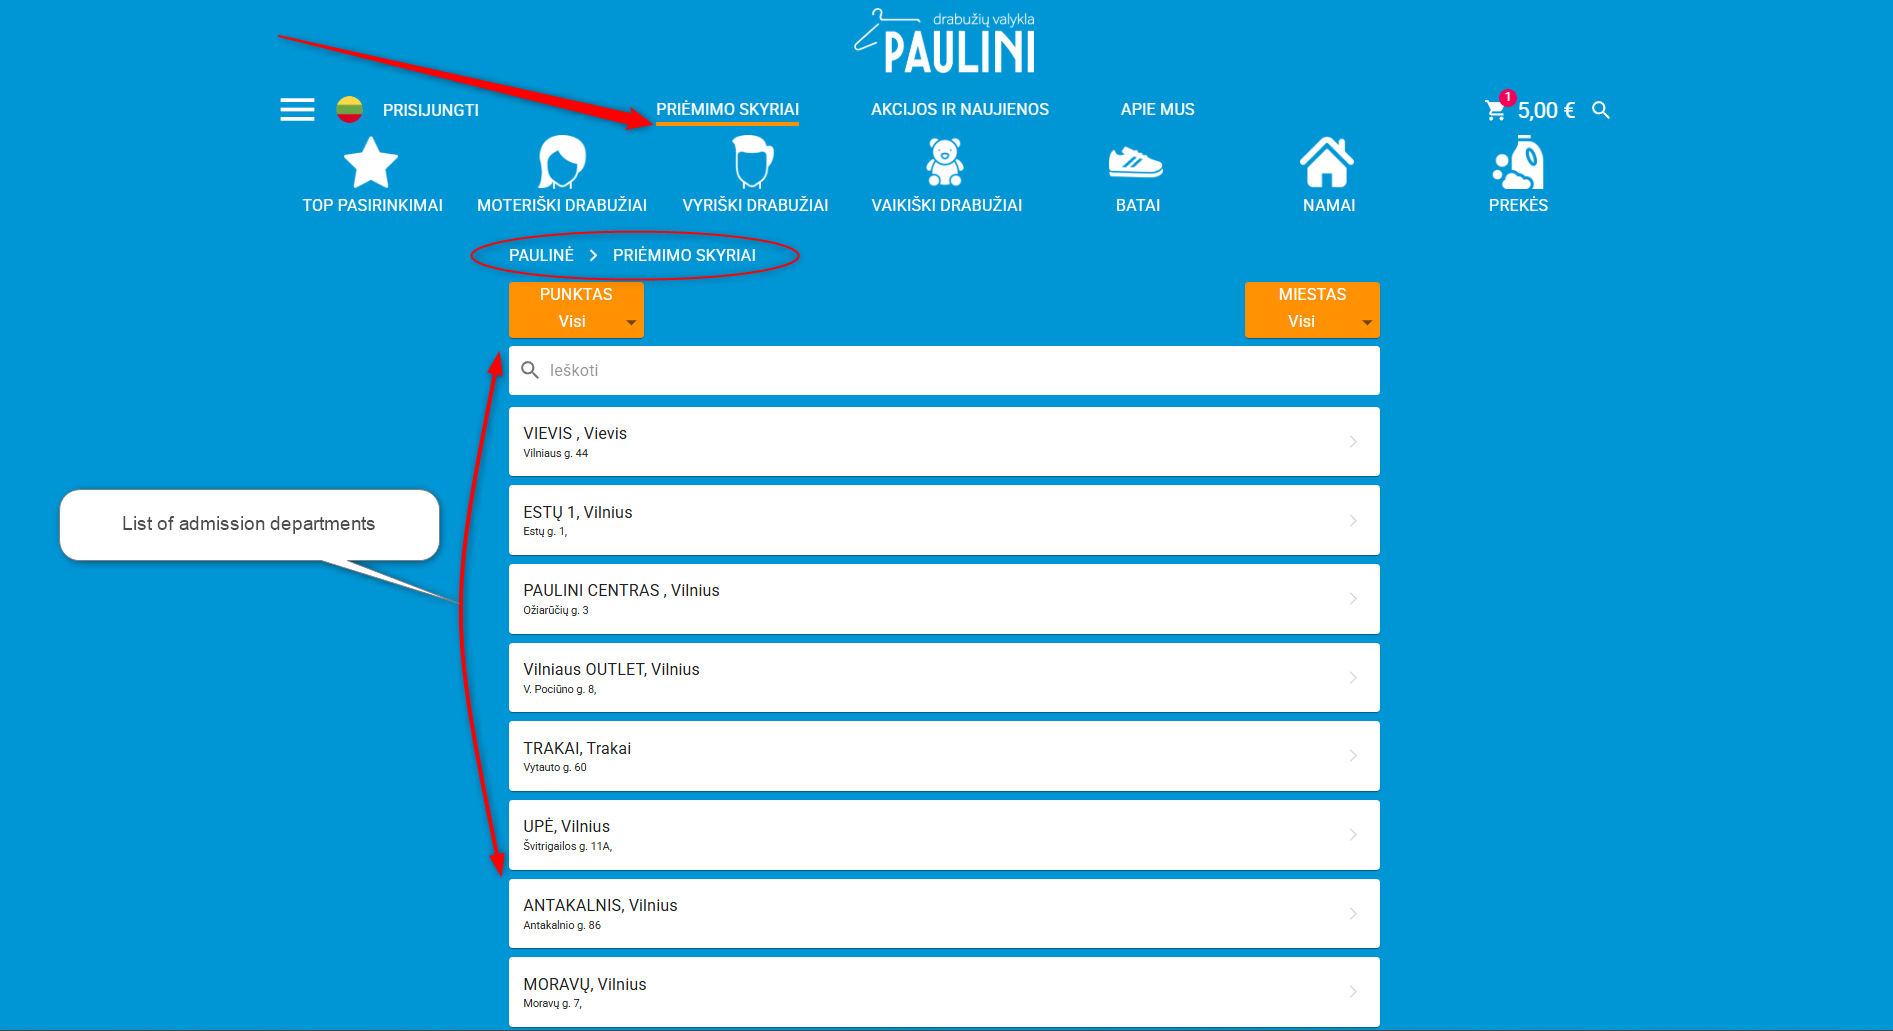 drabužių valykla
PAULINI
PRISIJUNGTI
PRIĖMIMO SKYRIAI
AKCIJOS IR NAUJIENOS
APIE MUS
1
5,00 €
TOP PASIRINKIMAI
MOTERIŠKI DRABUŽIAI
VYRIŠKI DRABUŽIAI
VAIKIŠKI DRABUŽIAI
BATAI
NAMAI
PREKĖS
PAULINĖ > PRIĖMIMO SKYRIAI
PUNKTAS
Visi
MIESTAS
Visi
Ieškoti
VIEVIS , Vievis
Vilniaus g. 44
ESTŲ 1, Vilnius
Estų g. 1,
List of admission departments
PAULINI CENTRAS , Vilnius
Ožiarūčių g. 3
Vilniaus OUTLET, Vilnius
V. Pociūno g. 8,
TRAKAI, Trakai
Vytauto g. 60
UPĖ, Vilnius
Švitrigailos g. 11A,
ANTAKALNIS, Vilnius
Antakalnio g. 86
MORAVŲ, Vilnius
Moravų g. 7,